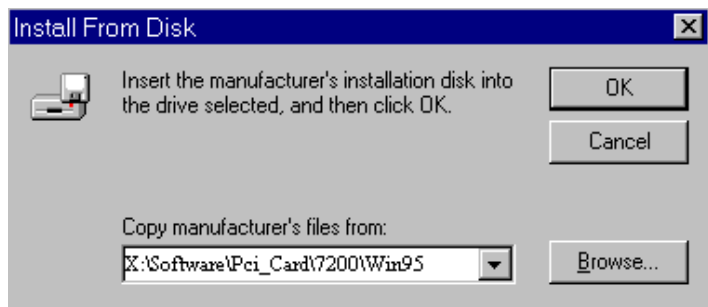 Install From Disk
Insert the manufacturer's installation disk into
the drive selected, and then click OK.
OK
Cancel
Copy manufacturer's files from:
X:\Software\Pci_Card\7200\Win95
Browse...